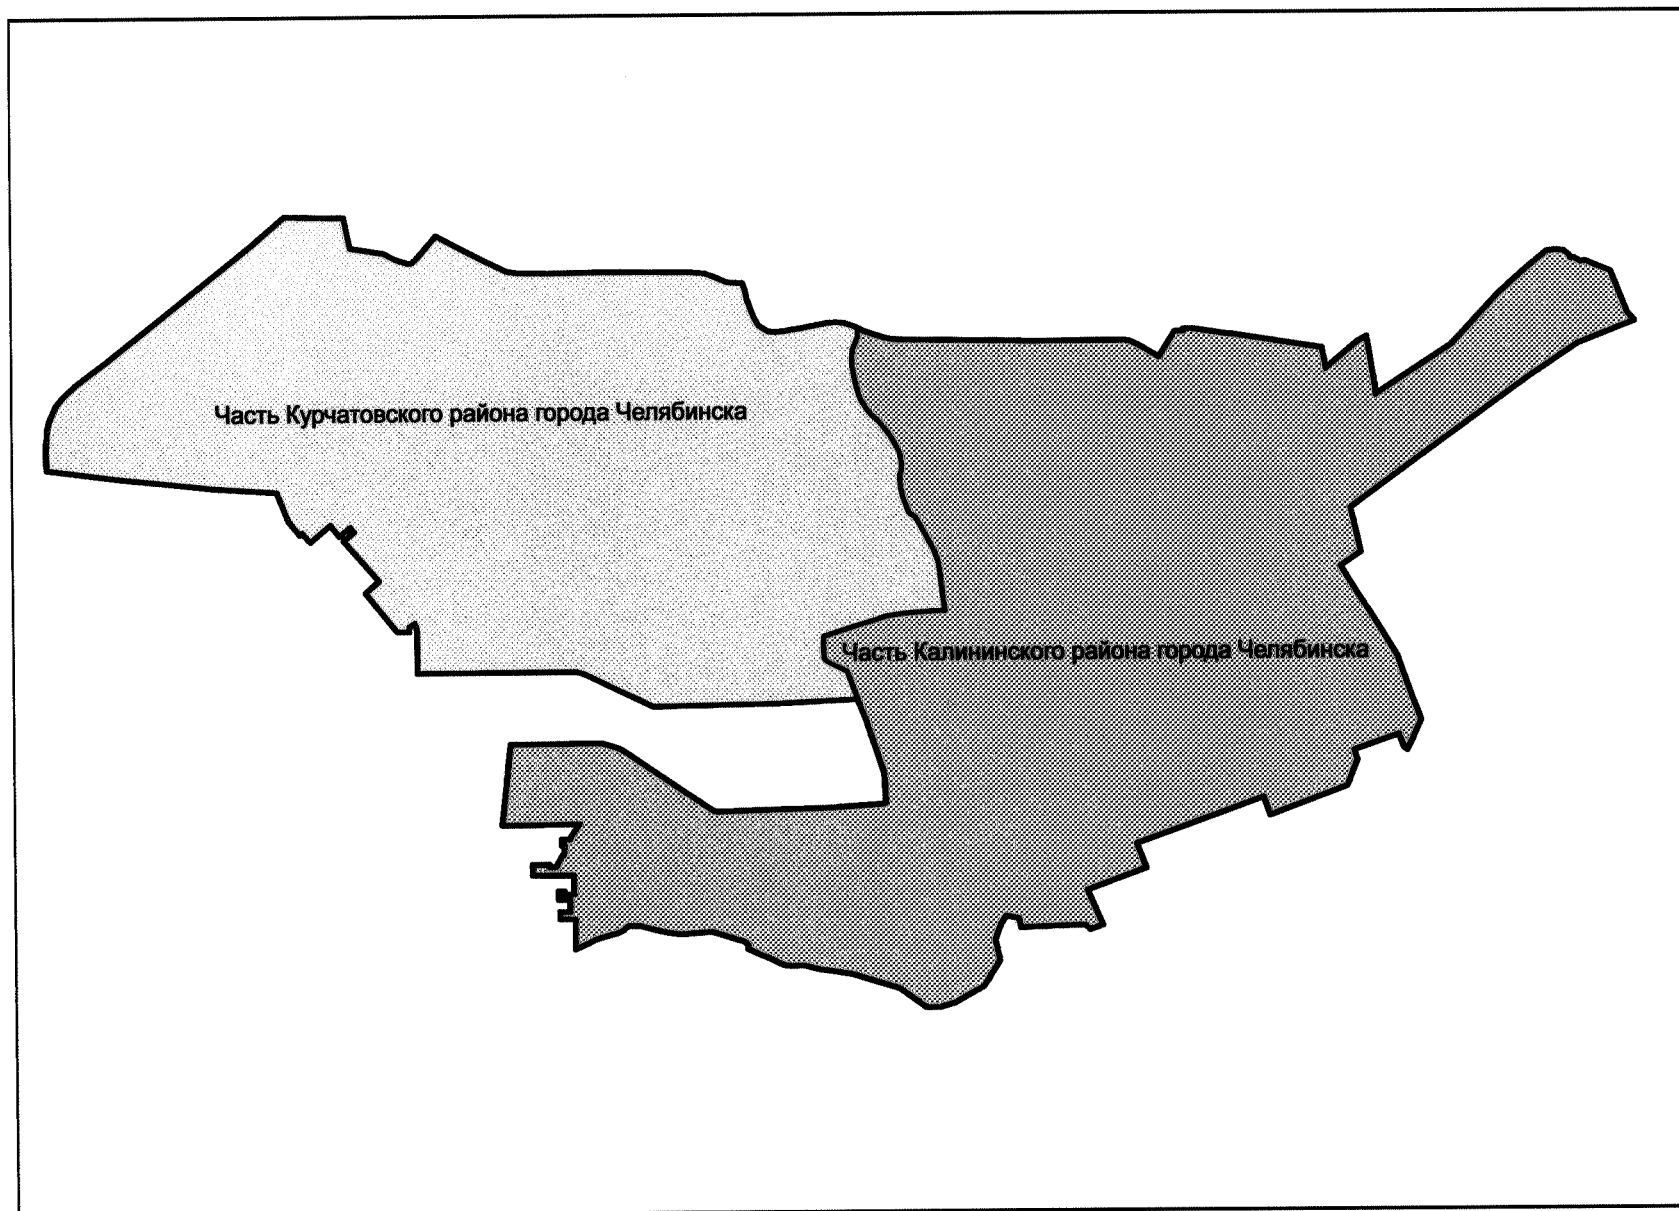 Часть Курчатовского района города Челябинска
Часть Калининского района города Челябинска